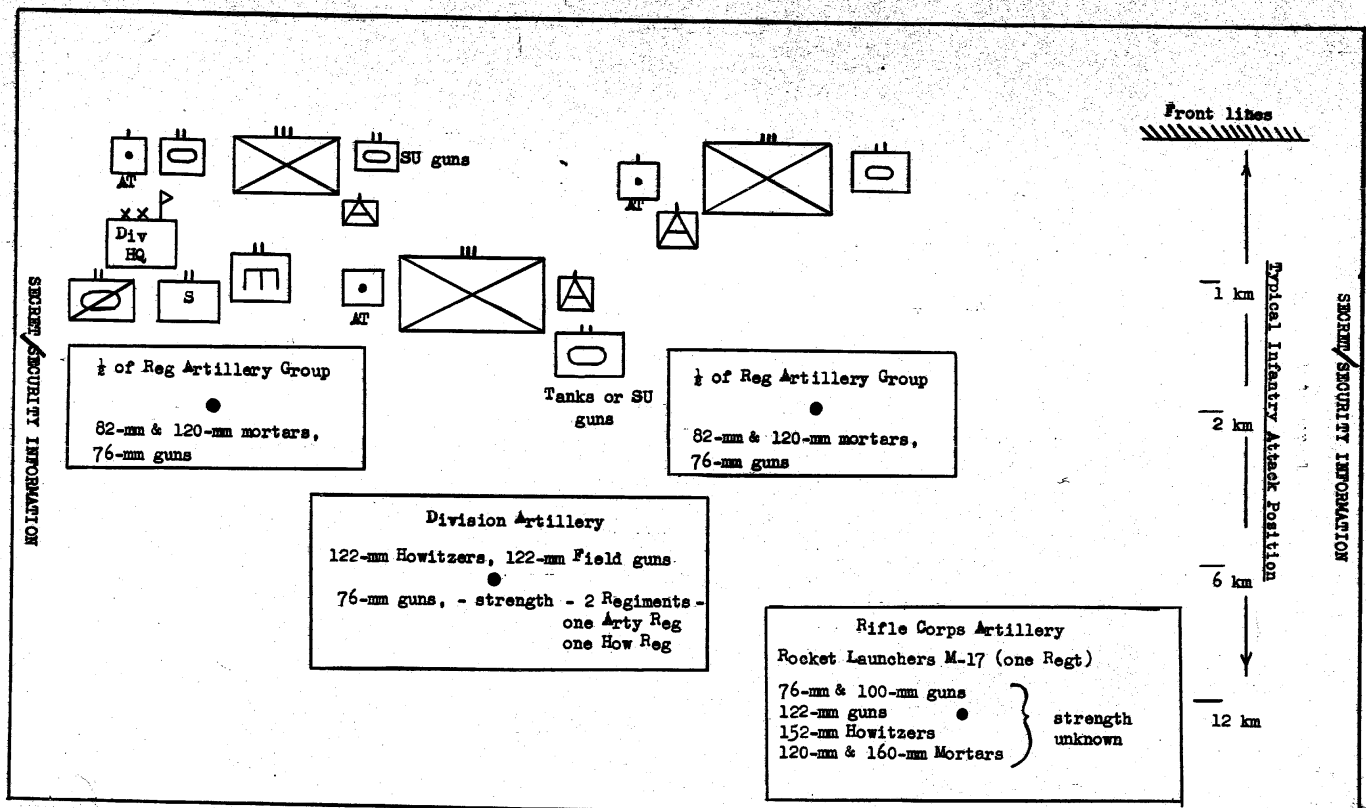 Front lines
SU guns
AT
AT
Div
HQ
S
AT
1 km
Tanks or SU
guns
½ of Reg Artillery Group
82-mm & 120-mm mortars,
76-mm guns
½ of Reg Artillery Group
82-mm & 120-mm mortars,
76-mm guns
2 km
Division Artillery
122-mm Howitzers, 122-mm Field guns
76-mm guns, - strength - 2 Regiments -
one Arty Reg
one How Reg
6 km
Rifle Corps Artillery
Rocket Launchers M-17 (one Regt)
76-mm & 100-mm guns
122-mm guns
152-mm Howitzers
120-mm & 160-mm Mortars
strength
unknown
12 km
Typical Infantry Attack Position
SECRET/SECURITY INFORMATION
SECRET/SECURITY INFORMATION